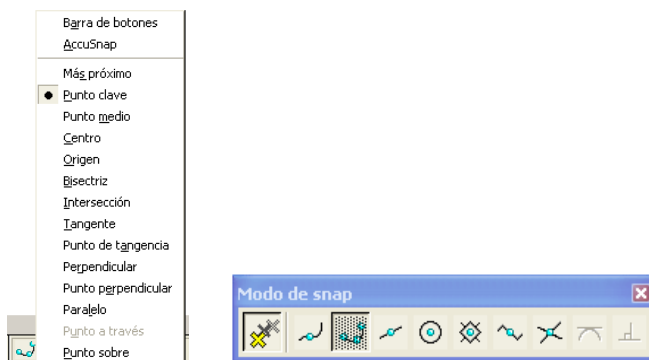 Barra de botones
AccuSnap
Más próximo
Punto clave
Punto medio
Centro
Origen
Bisectriz
Intersección
Tangente
Punto de tangencia
Perpendicular
Punto perpendicular
Paralelo
Punto a través
Punto sobre
Modo de snap